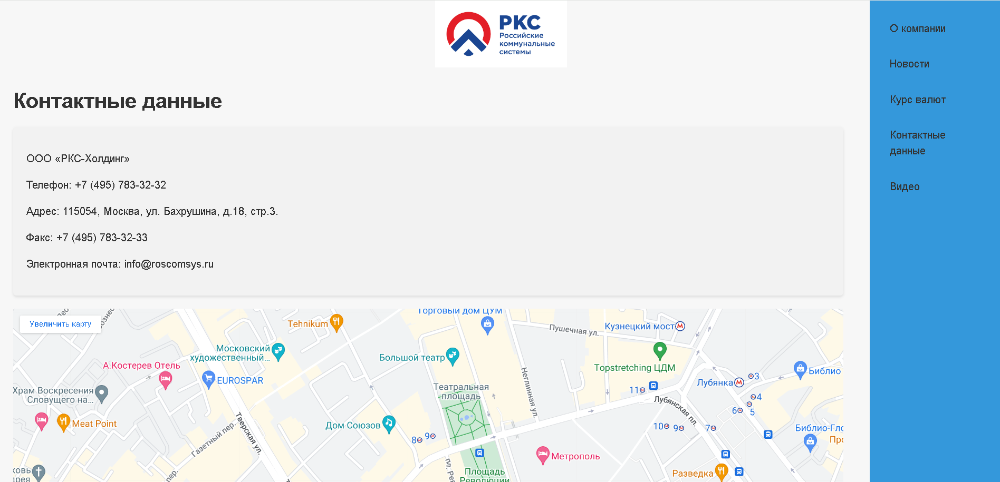 РКС
Российские
коммунальные
системы
О компании
Новости
Курс валют
Контактные
данные
Видео
Контактные данные
ООО «РКС-Холдинг»
Телефон: +7 (495) 783-32-32
Адрес: 115054, Москва, ул. Бахрушина, д.18, стр.3.
Факс: +7 (495) 783-32-33
Электронная почта: info@roscomsys.ru
Увеличить карту
Tehnikum
Торговый дом ЦУМ
Пушечная ул.
Кузнецкий мост
Московский
художественный...
Большой театр
Topstretching ЦДМ
А.Костерев Отель
EUROSPAR
Неглинная ул.
Библио
Лубянка
3
Храм Воскресения
Словущего на...
Театральная
площадь
11
4
6
5
Лубянская пл.
Meat Point
Тверская ул.
Газетный пер.
Дом Союзов
8
9
10
9
7
Библио-Гло
Про
Метрополь
Площадь
Революции
Разведка
пер.